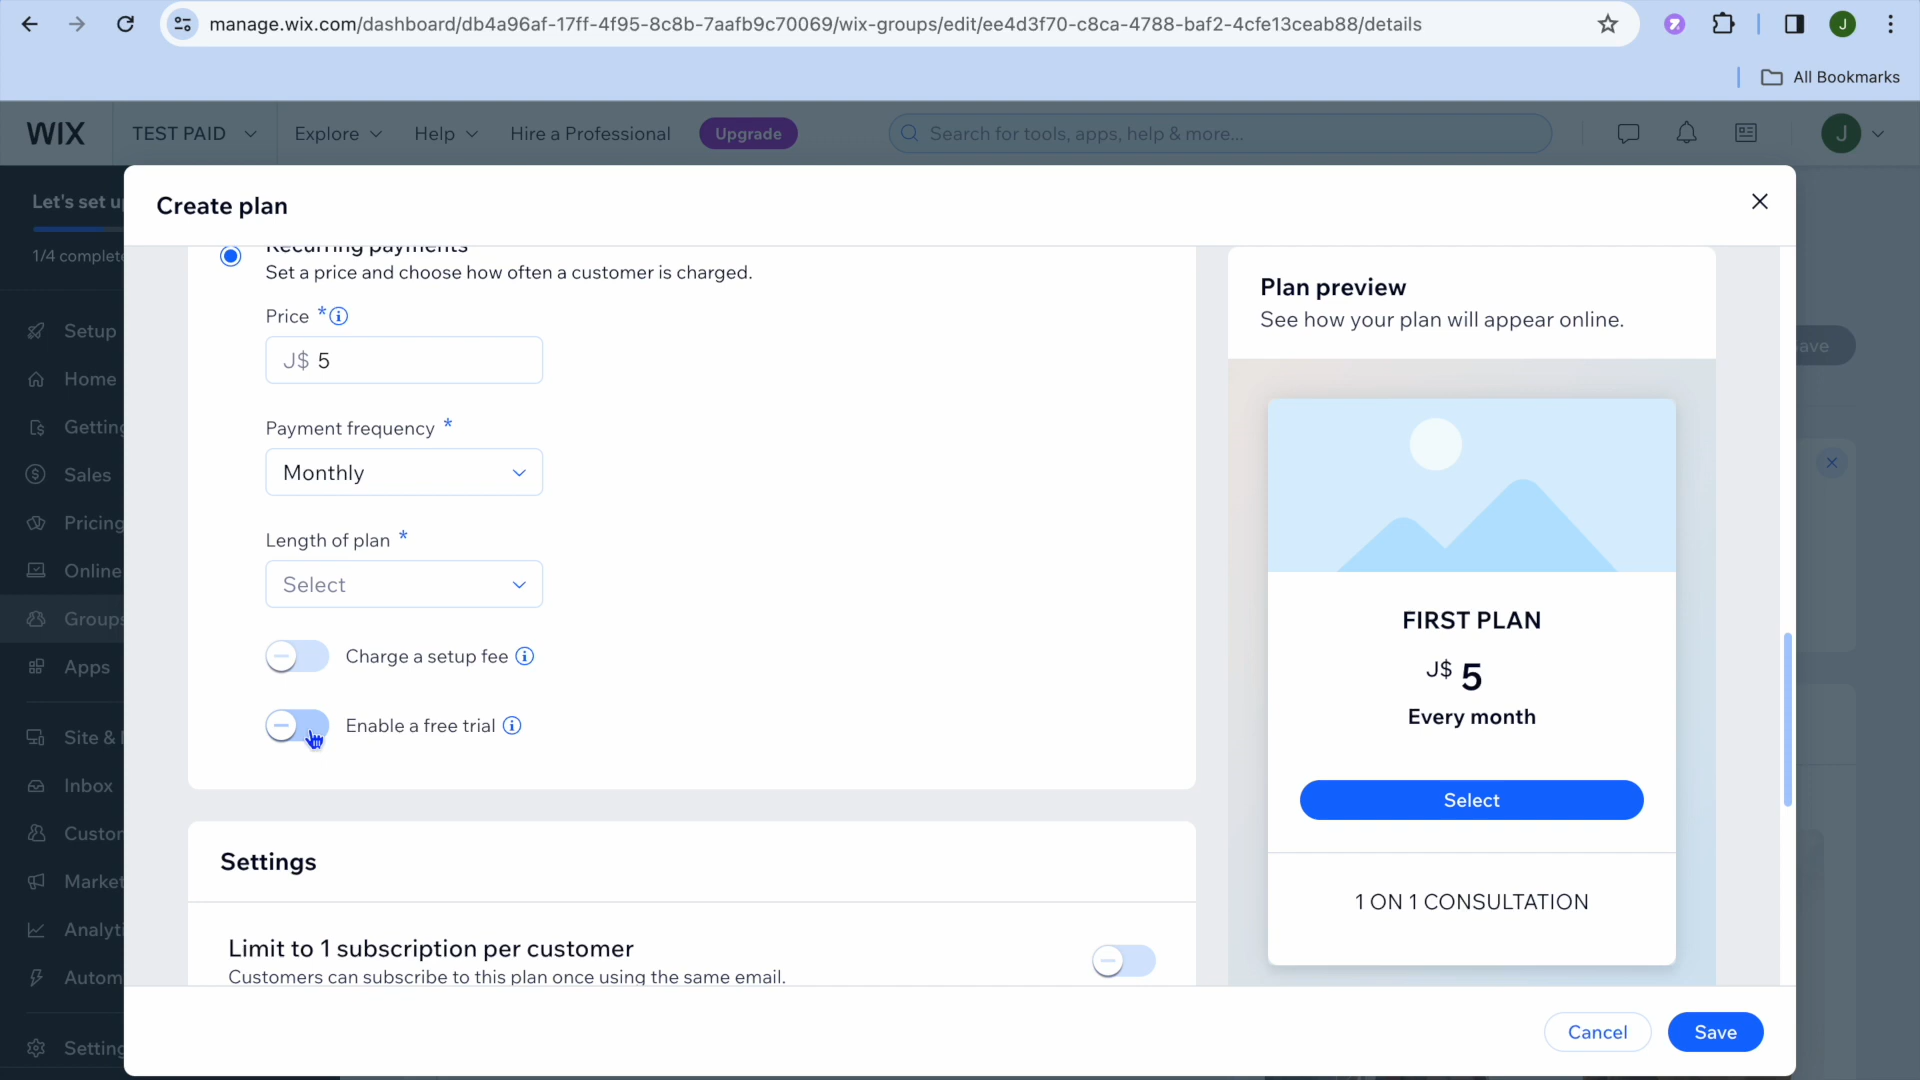 manage.wix.com/dashboard/db4a96af-17ff-4f95-8c8b-7aafb9c70069/wix-groups/edit/ee4d3f70-c8ca-4788-baf2-4cfe13ceab88/details
J
All Bookmarks
WIX
TEST PAID
Explore
Help
Hire a Professional
Upgrade
Search for tools, apps, help & more...
J
Let's set u
1/4 complete
Setup
Home
Getting
Sales
Pricing
Online
Groups
Apps
Site &
Inbox
Custon
Market
Analyti
Autom
Setting
Create plan
Recurring payments
Set a price and choose how often a customer is charged.
Price *
J$ 5
Payment frequency *
Monthly
Length of plan *
Select
Charge a setup fee
Enable a free trial
Settings
Limit to 1 subscription per customer
Customers can subscribe to this plan once using the same email.
Plan preview
See how your plan will appear online.
FIRST PLAN
J$ 5
Every month
Select
1 ON 1 CONSULTATION
ave
Cancel
Save